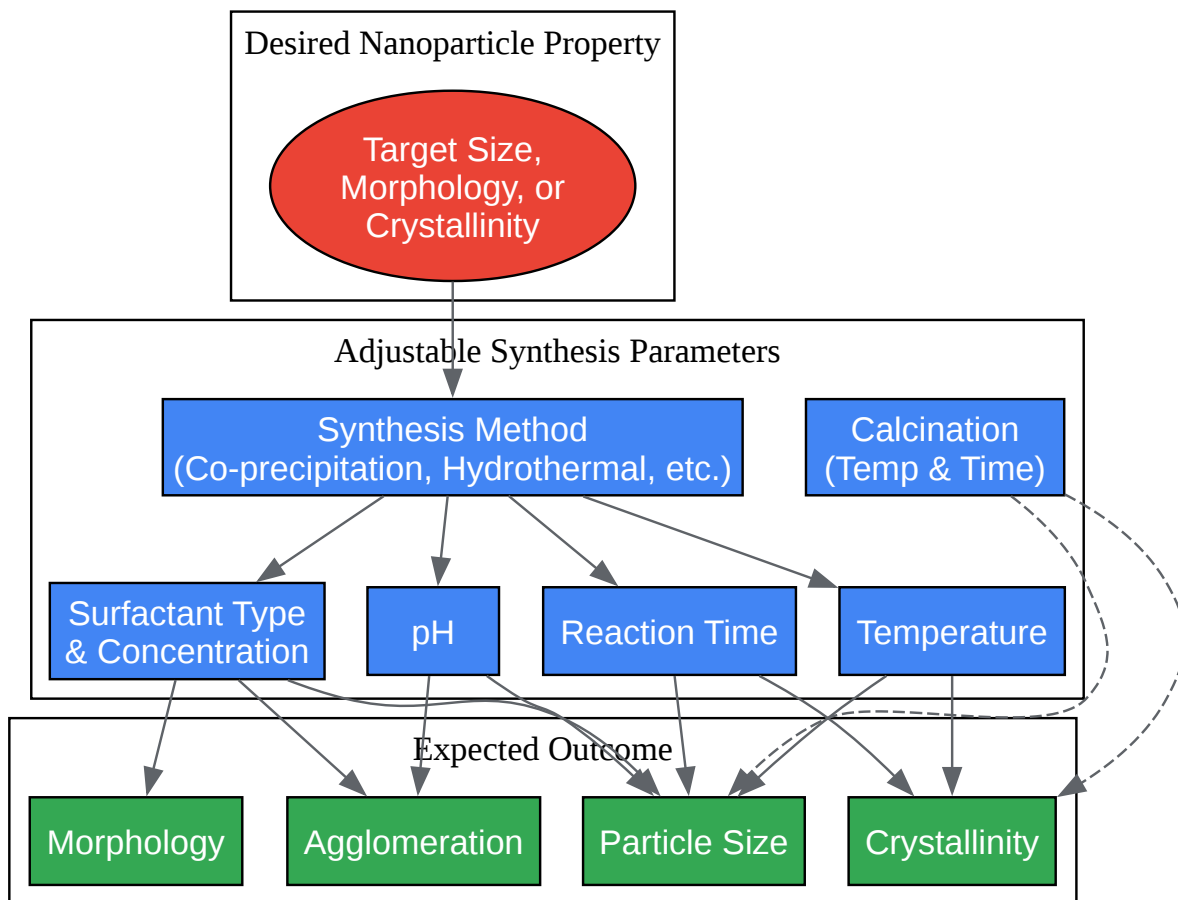 Desired Nanoparticle Property
Target Size,
Morphology, or
Crystallinity
Adjustable Synthesis Parameters
Synthesis Method
(Co-precipitation, Hydrothermal, etc.)
Calcination
(Temp & Time)
Surfactant Type
& Concentration
pH
Reaction Time
Temperature
Expected Outcome
Morphology
Agglomeration
Particle Size
Crystallinity